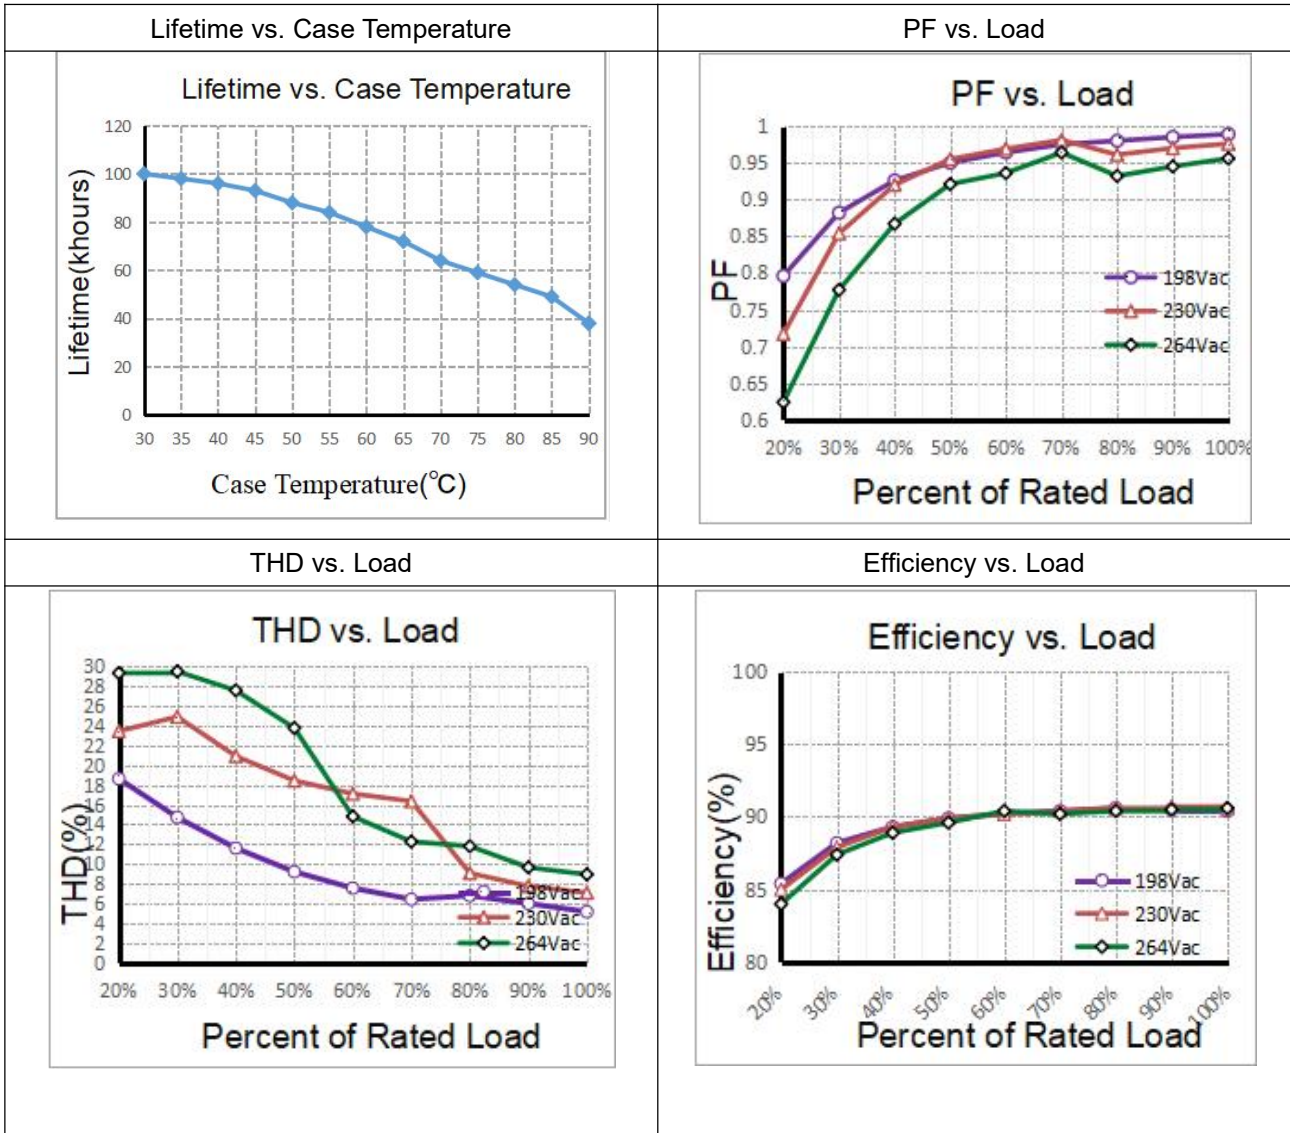 Lifetime vs. Case Temperature
PF vs. Load
Lifetime vs. Case Temperature
Lifetime(khours)
120
100
80
60
40
20
0
30 35 40 45 50 55 60 65 70 75 80 85 90
Case Temperature(℃)
PF vs. Load
PF
1
0.95
0.9
0.85
0.8
0.75
0.7
0.65
0.6
198Vac
230Vac
264Vac
20% 30% 40% 50% 60% 70% 80% 90% 100%
Percent of Rated Load
THD vs. Load
Efficiency vs. Load
THD vs. Load
THD(%)
30
28
26
24
22
20
18
16
14
12
10
8
6
4
2
0
198Vac
230Vac
264Vac
20% 30% 40% 50% 60% 70% 80% 90% 100%
Percent of Rated Load
Efficiency vs. Load
Efficiency(%)
100
95
90
85
80
198Vac
230Vac
264Vac
20% 30% 40% 50% 60% 70% 80% 90% 100%
Percent of Rated Load